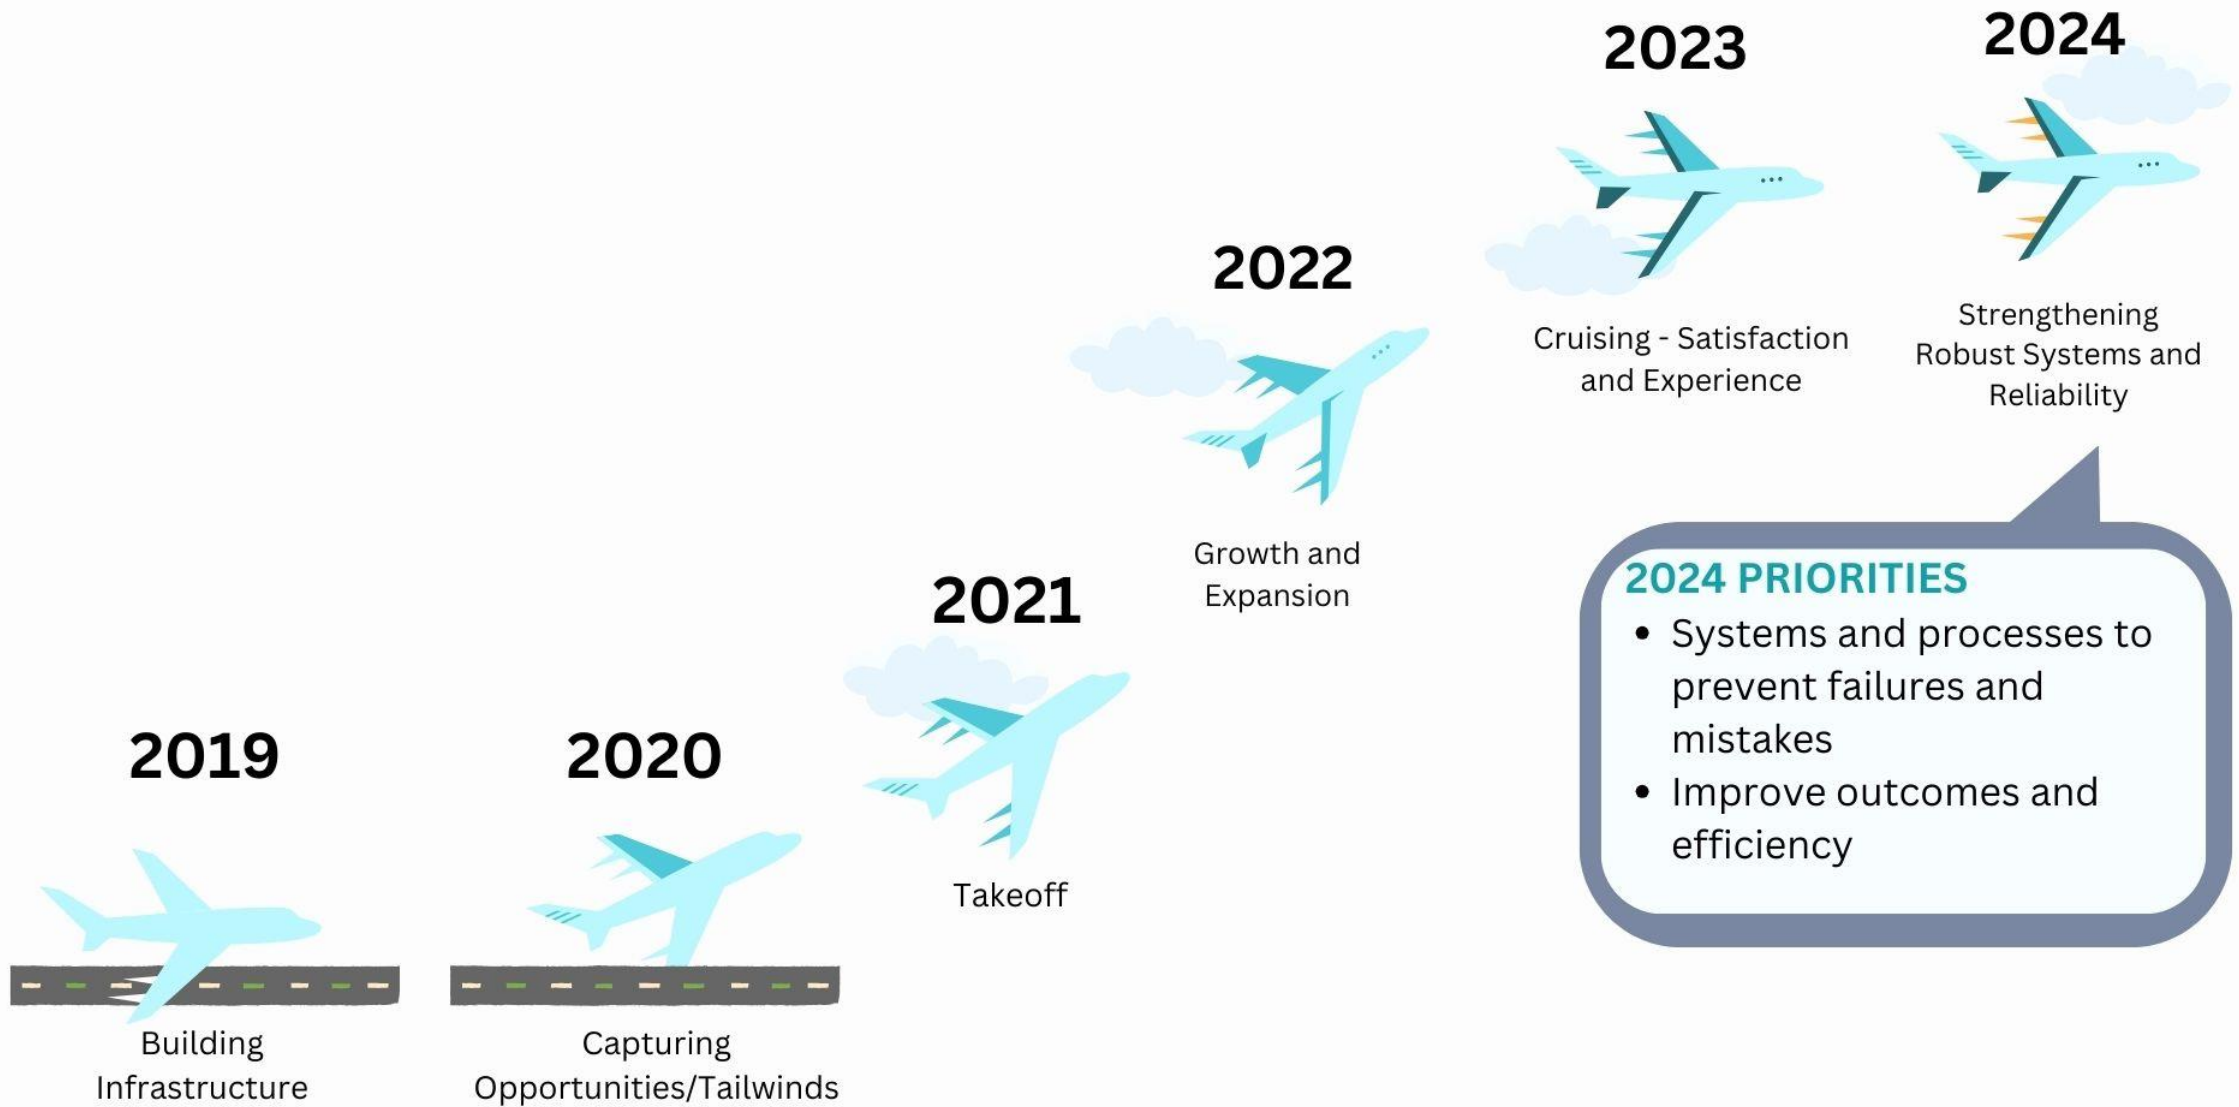 2019
Building
Infrastructure
2020
Capturing
Opportunities/Tailwinds
2021
Takeoff
2022
Growth and
Expansion
2023
Cruising - Satisfaction
and Experience
2024
Strengthening
Robust Systems and
Reliability
2024 PRIORITIES
• Systems and processes to
prevent failures and
mistakes
• Improve outcomes and
efficiency